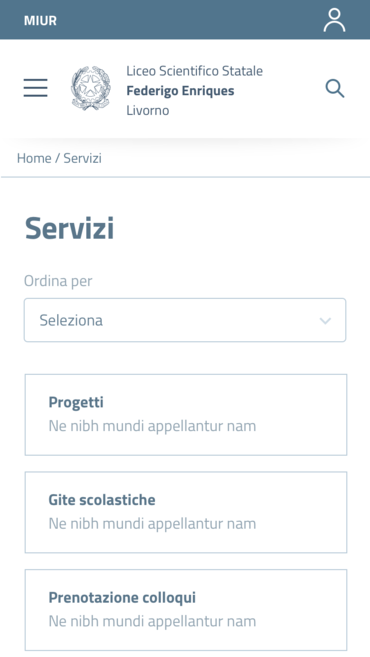 MIUR
Liceo Scientifico Statale
Federigo Enriques
Livorno
Home / Servizi
Servizi
Ordina per
Seleziona
Progetti
Ne nibh mundi appellantur nam
Gite scolastiche
Ne nibh mundi appellantur nam
Prenotazione colloqui
Ne nibh mundi appellantur nam